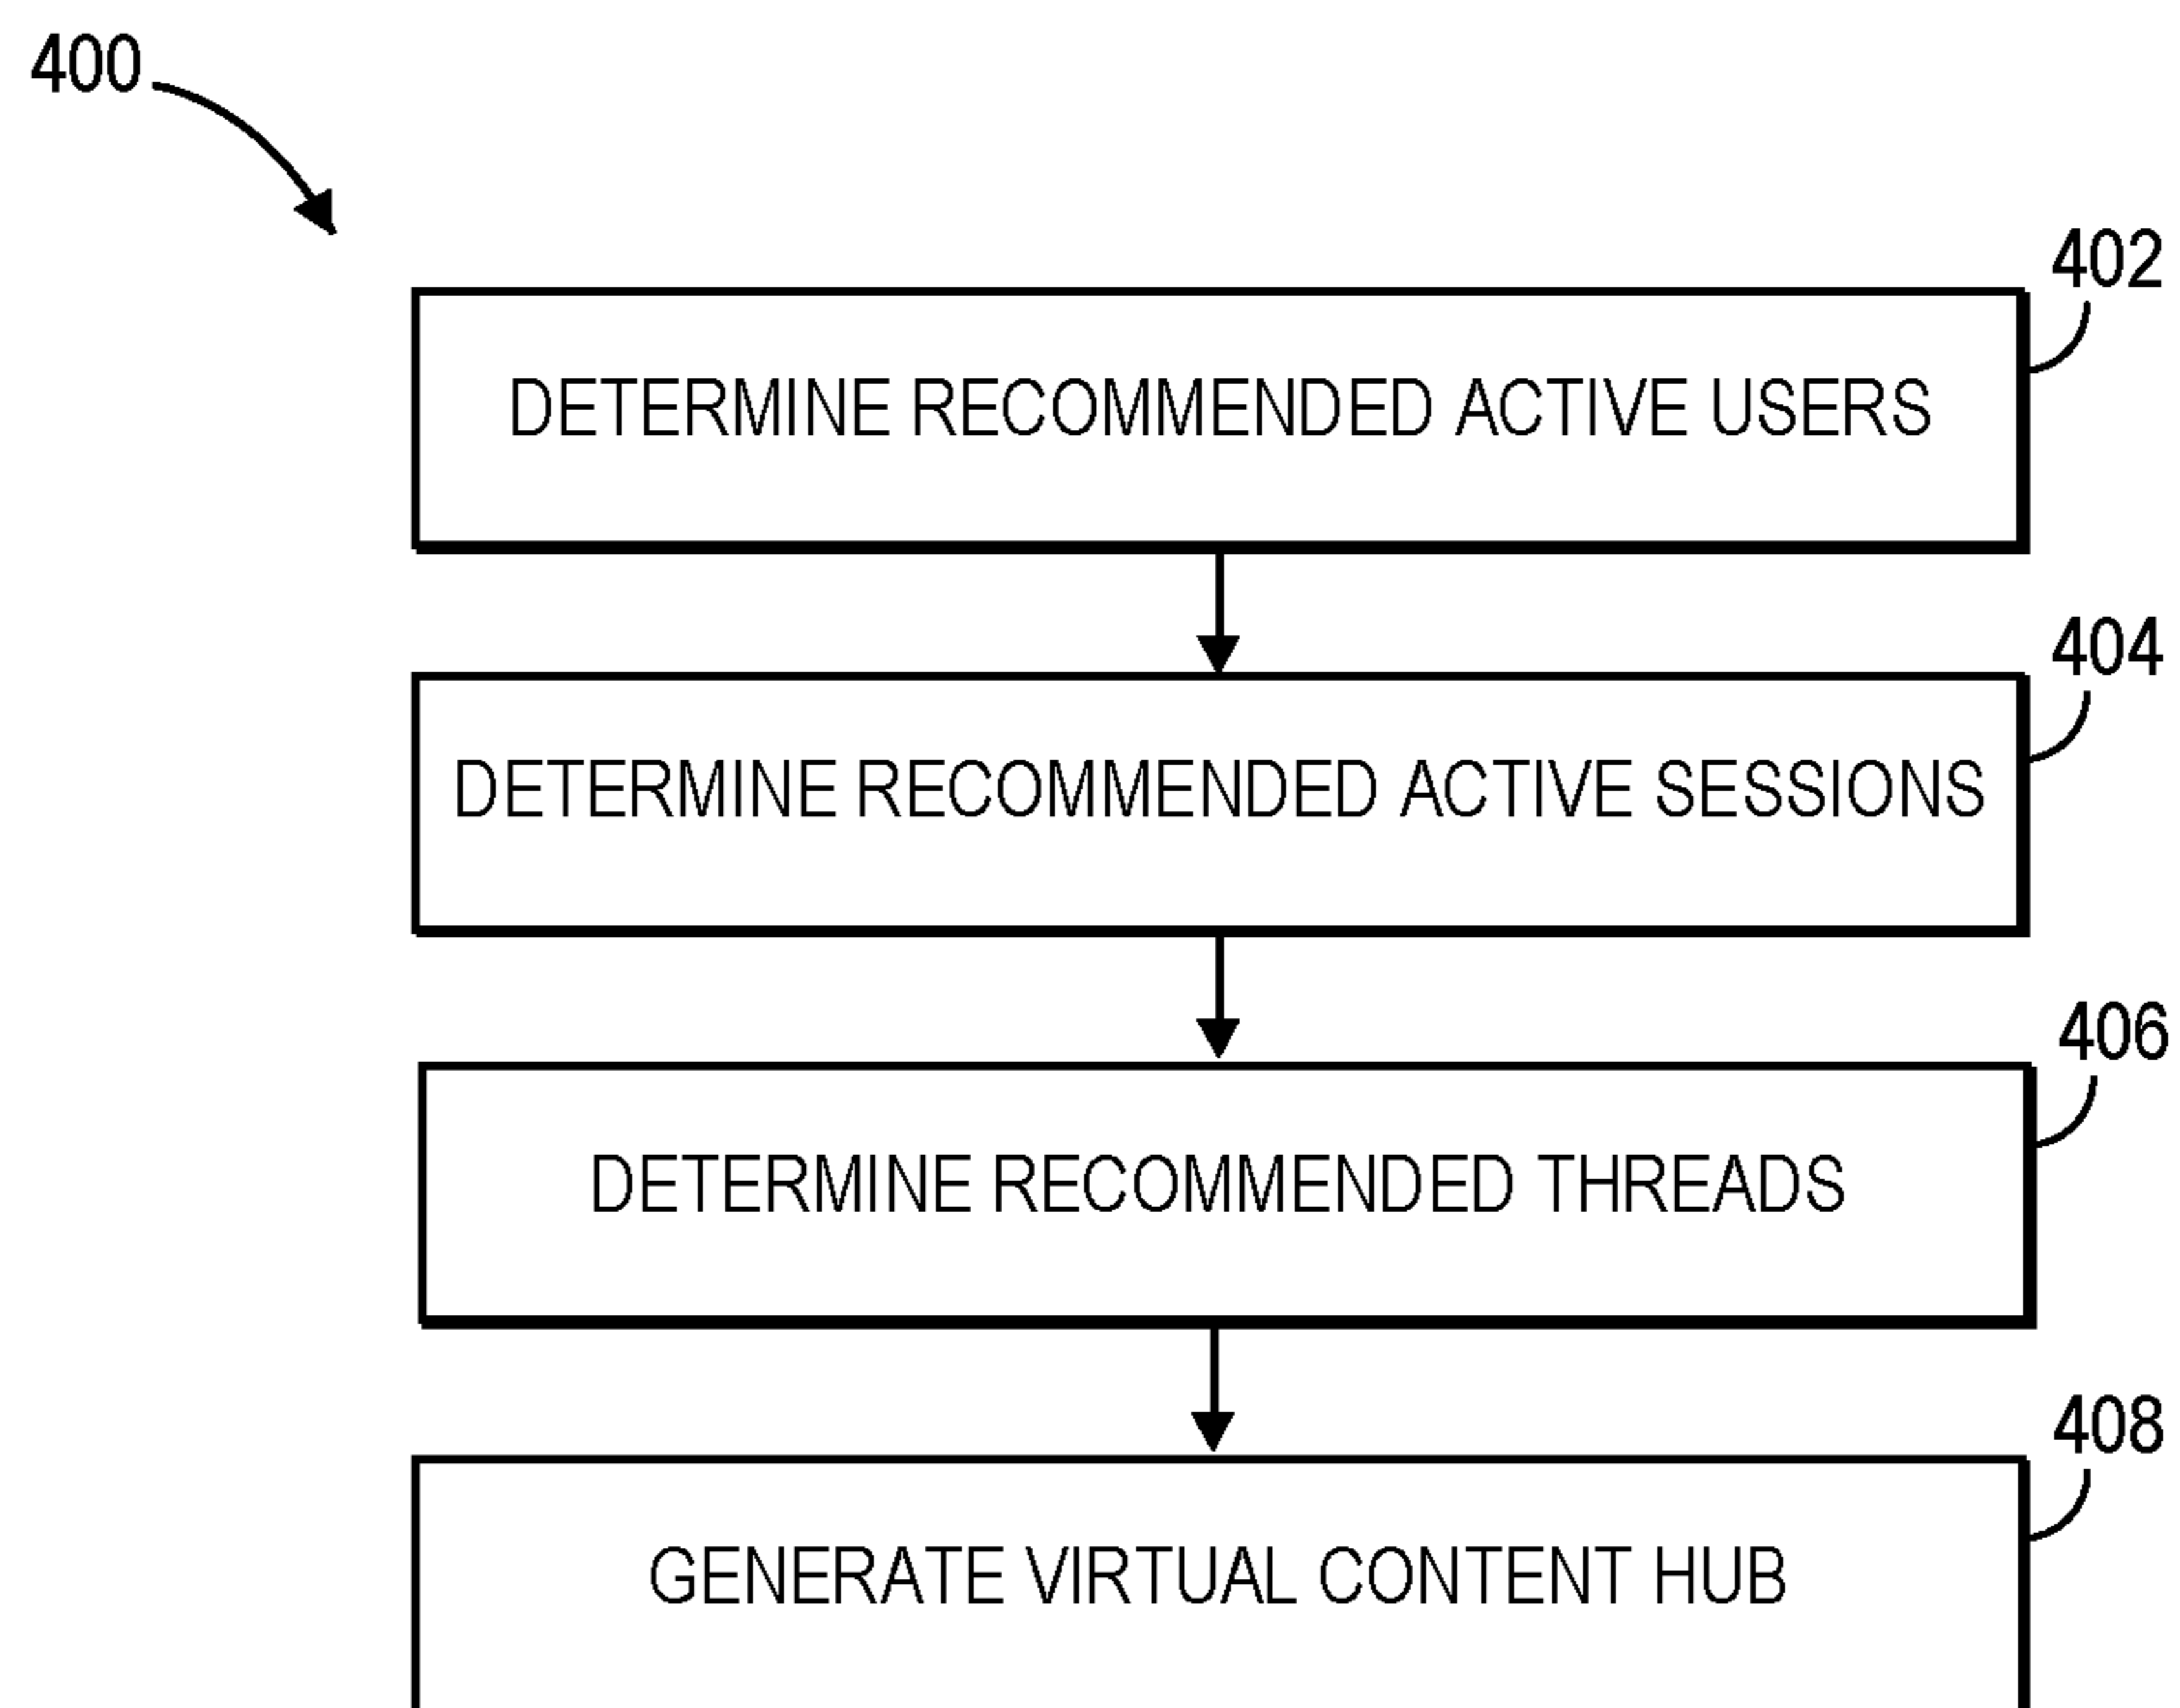 400
402
DETERMINE RECOMMENDED ACTIVE USERS
404
DETERMINE RECOMMENDED ACTIVE SESSIONS
406
DETERMINE RECOMMENDED THREADS
408
GENERATE VIRTUAL CONTENT HUB